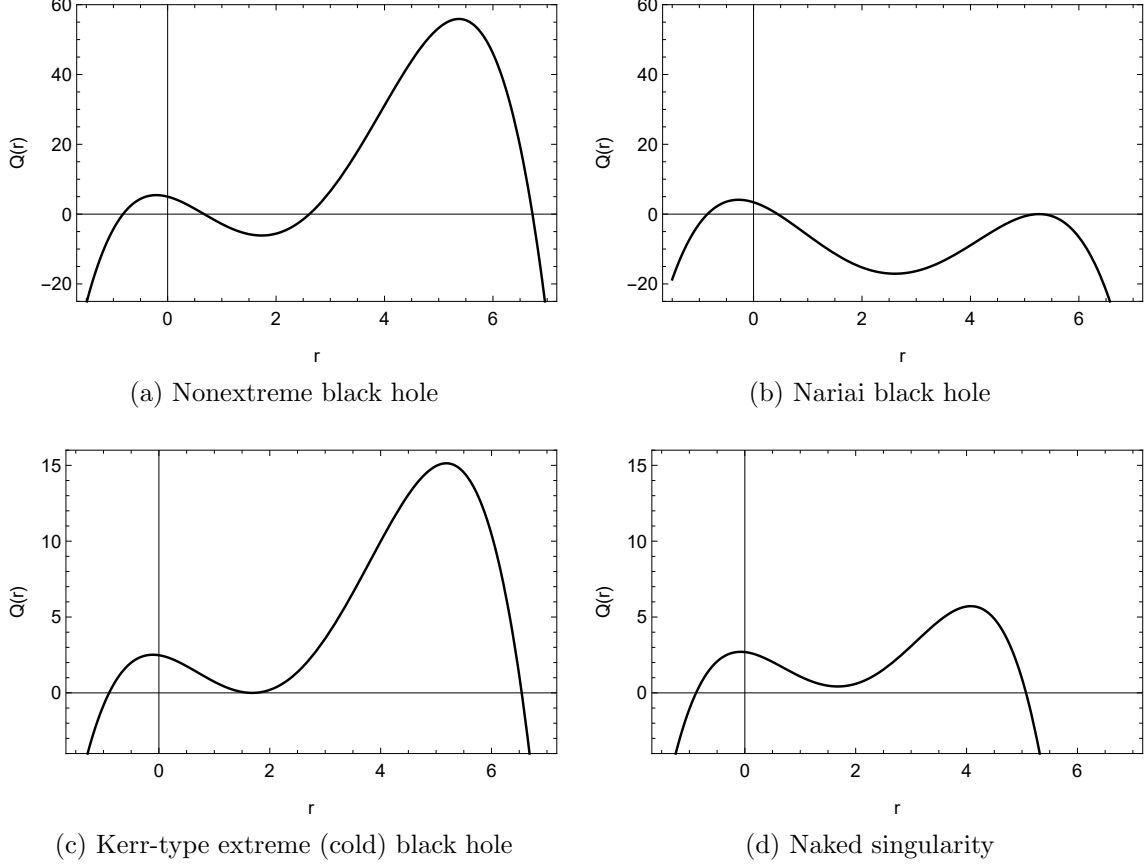 60
40
20
0
−20
Q(r)
0 2 4 6
r
(a) Nonextreme black hole
60
40
20
0
−20
Q(r)
0 2 4 6
r
(b) Nariai black hole
15
10
5
0
Q(r)
0 2 4 6
r
(c) Kerr-type extreme (cold) black hole
15
10
5
0
Q(r)
0 2 4 6
r
(d) Naked singularity